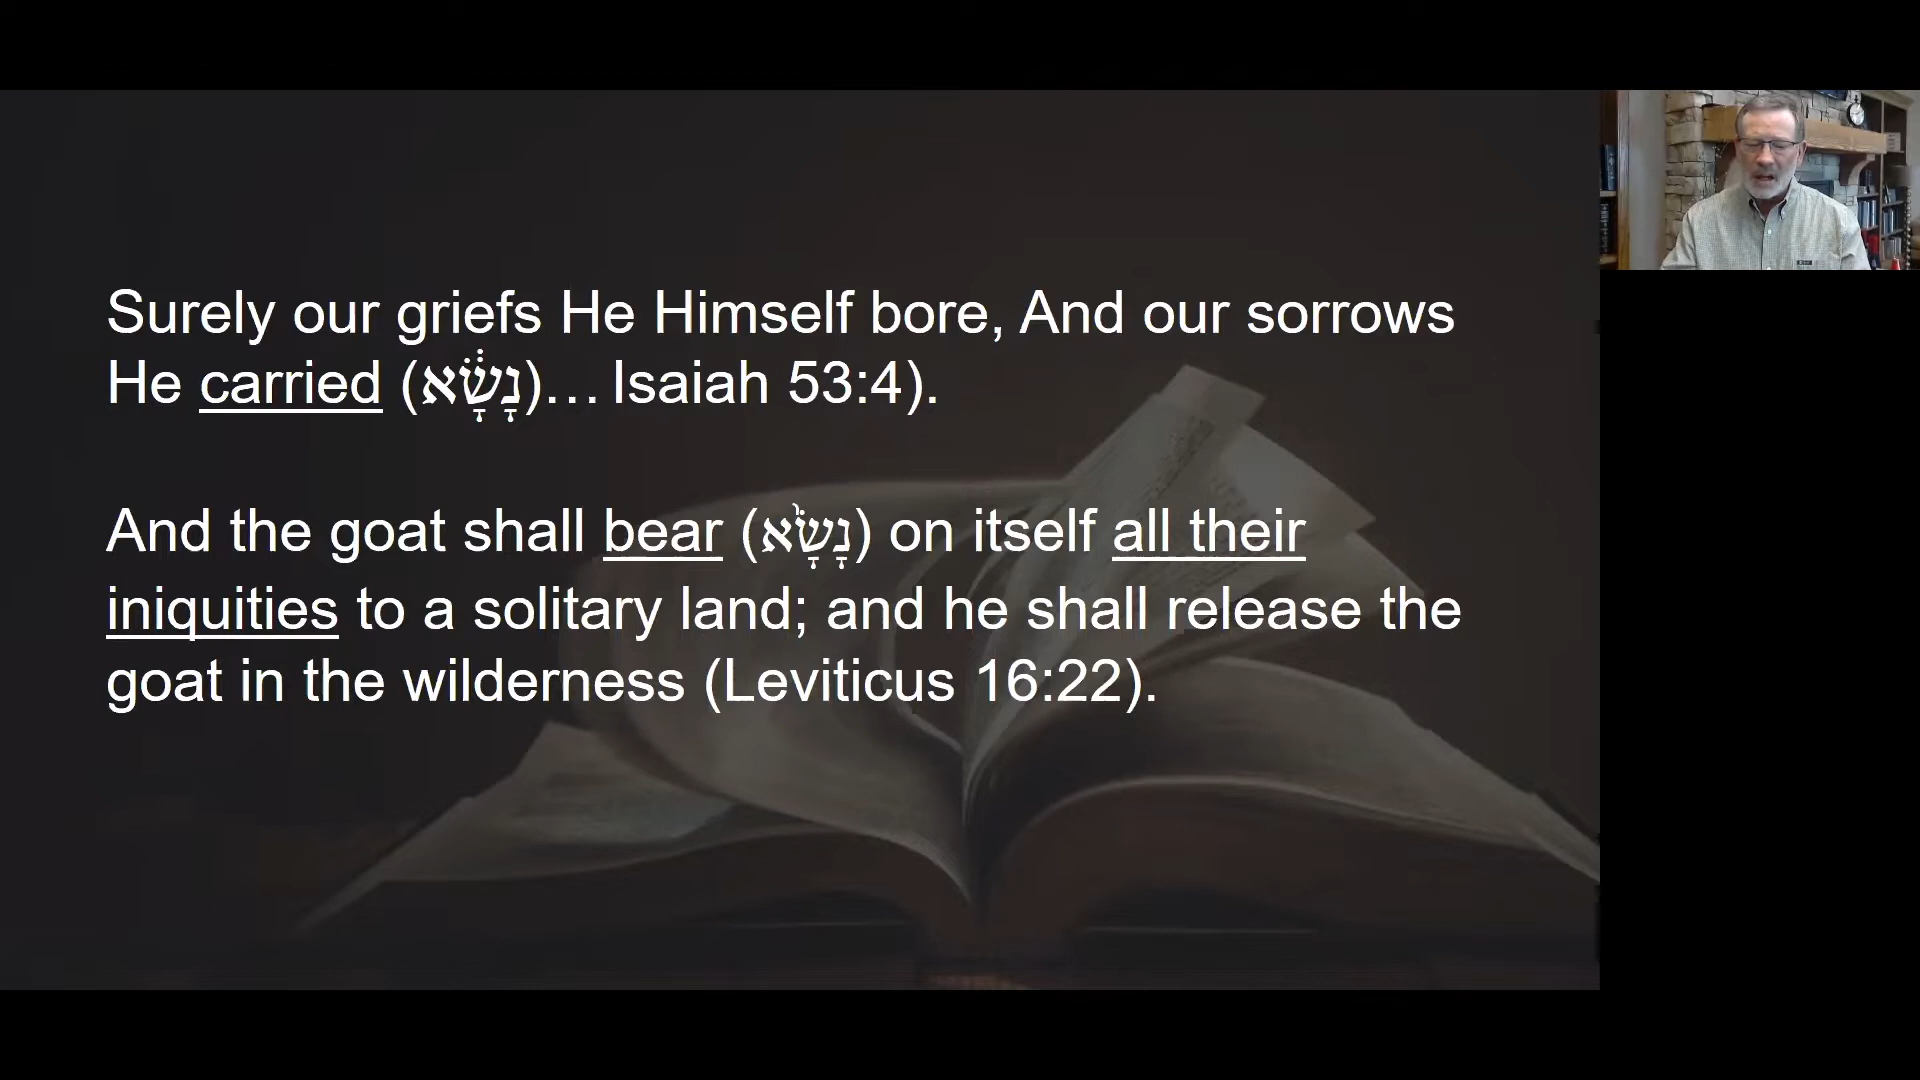 Surely our griefs He Himself bore, And our sorrows
He carried (נָשָׂ֔א)… Isaiah 53:4).
And the goat shall bear (נָשָׂ֨א) on itself all their
iniquities to a solitary land; and he shall release the
goat in the wilderness (Leviticus 16:22).